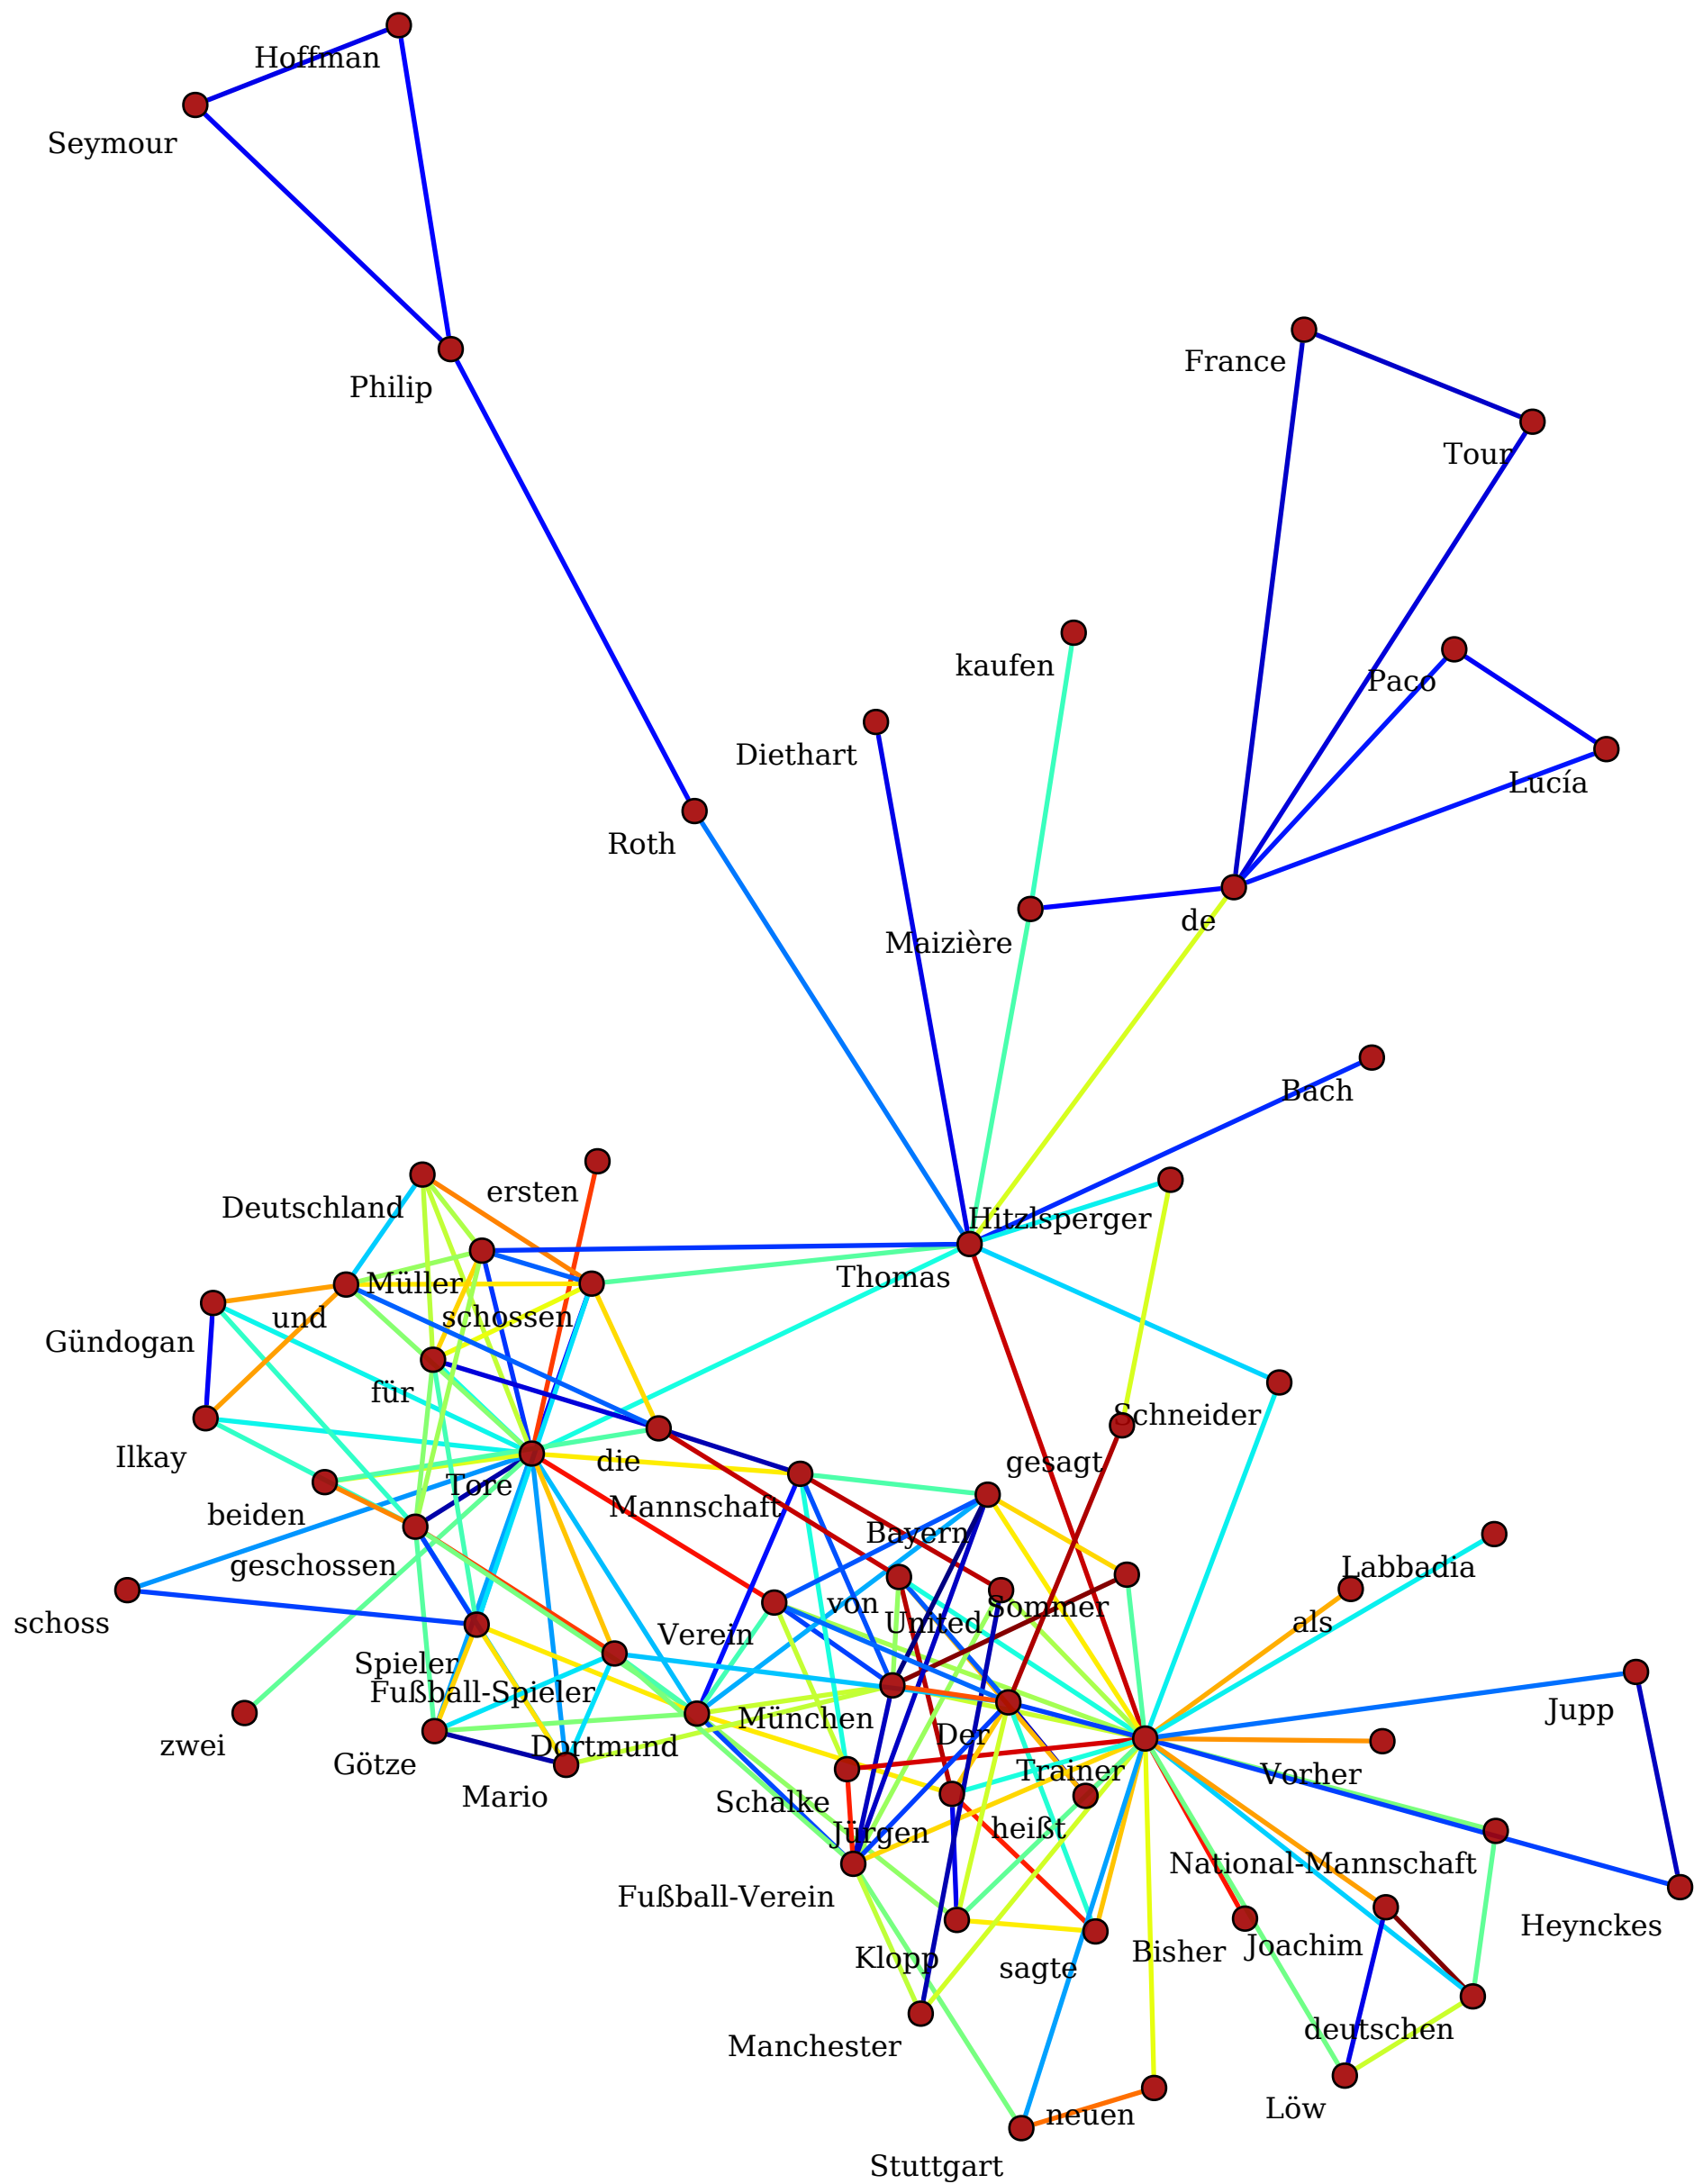 Hoffman
Seymour
France
Philip
Tour
kaufen
Paco
Diethart
Lucía
Roth
de
Maizière
Bach
ersten
Deutschland
Hitzlsperger
Thomas
Müller
und
schossen
Gündogan
für
Schneider
Ilkay
die
gesagt
Tore
Mannschaft
beiden
Bayern
geschossen
Labbadia
von
Sommer
schoss
United
als
Verein
Spieler
Fußball-Spieler
Jupp
München
Der
zwei
Dortmund
Götze
Trainer
Vorher
Mario
Schalke
Jürgen
heißt
National-Mannschaft
Fußball-Verein
Heynckes
Joachim
Bisher
Klopp
sagte
deutschen
Manchester
Löw
neuen
Stuttgart